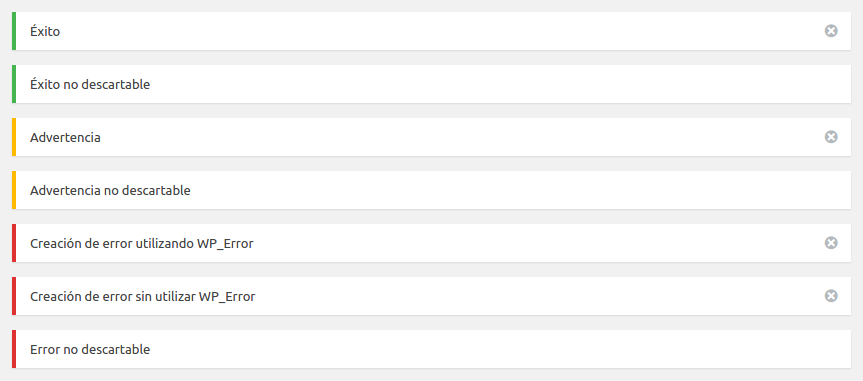 Éxito
Éxito no descartable
Advertencia
Advertencia no descartable
Creación de error utilizando WP_Error
Creación de error sin utilizar WP_Error
Error no descartable